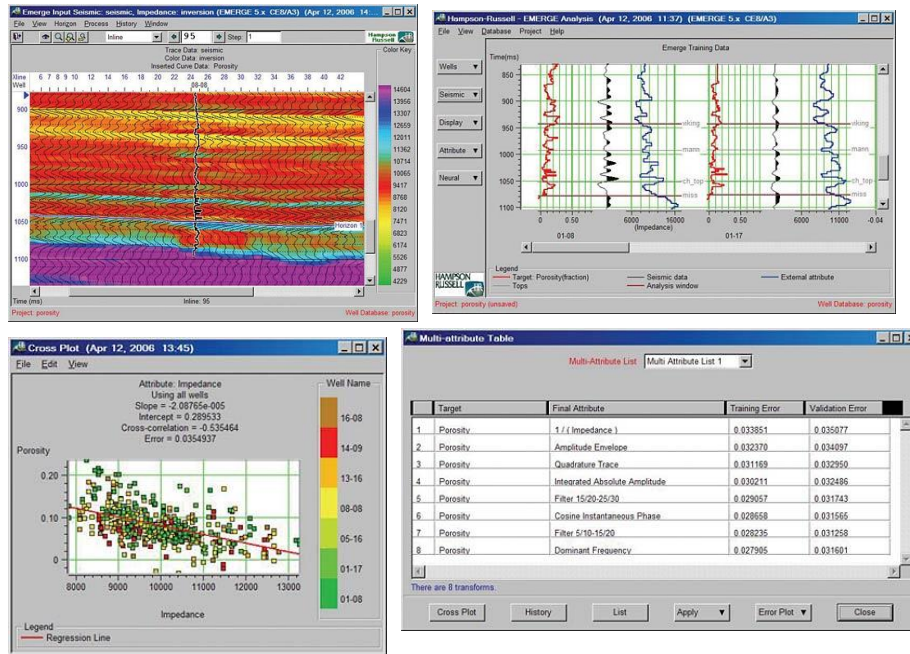 Emerge Input Seismic: seismic, Impedance: inversion (EMERGE 5.x CE8/A3) (Apr 12, 2006 14:...
File View Horizon Process History Window
Inline 95 Step: 1
Hampson-Russell
Trace Data: seismic
Color Data: inversion
Inserted Curve Data: Porosity
Color Key
Xline 6 7 8 9 10 12 14 16 18 20 22 24 26 28 30 32 34 36 38 40 42
Well 08-08
900
950
1000
1050
1100
Horizon 1
14604
13956
13307
12659
12011
11362
10714
10065
9417
8768
8120
7471
6823
6174
5526
4877
4229
Time (ms)
Inline: 95
Project: porosity
Well Database: porosity
Hampson-Russell - EMERGE Analysis (Apr 12, 2006 11:37) (EMERGE 5.x CE8/A3)
File View Database Project Help
Wells
Seismic
Display
Attribute
Neural
Emerge Training Data
Time(ms)
850
900
950
1000
1050
1100
mann
ch_top
miss
0 0.50 6000 11000 0 0.50 6000 11000 -0.04
(Impedance)
01-08
01-17
HAMPSON RUSSELL
Legend
Target: Porosity(fraction)
Seismic data
External attribute
Tops
Analysis window
Project: porosity (unsaved)
Well Database: porosity
Cross Plot (Apr 12, 2006 13:45)
File Edit View
Attribute: Impedance
Using all wells
Slope = -2.08765e-005
Intercept = 0.289533
Cross-correlation = -0.535464
Error = 0.0354937
Porosity
0.20
0.10
0
8000 9000 10000 11000 12000 13000
Impedance
Well Name
16-08
14-09
13-16
08-08
05-16
01-17
01-08
Legend
Regression Line
Multi-attribute Table
Multi-Attribute List Multi Attribute List 1
Target Final Attribute Training Error Validation Error
1 Porosity 1 / ( Impedance ) 0.033851 0.035077
2 Porosity Amplitude Envelope 0.032370 0.034097
3 Porosity Quadrature Trace 0.031169 0.032950
4 Porosity Integrated Absolute Amplitude 0.030211 0.032486
5 Porosity Filter 15/20-25/30 0.029057 0.031743
6 Porosity Cosine Instantaneous Phase 0.028658 0.031565
7 Porosity Filter 5/10-15/20 0.028235 0.031258
8 Porosity Dominant Frequency 0.027905 0.031601
There are 8 transforms.
Cross Plot History List Apply Error Plot Close